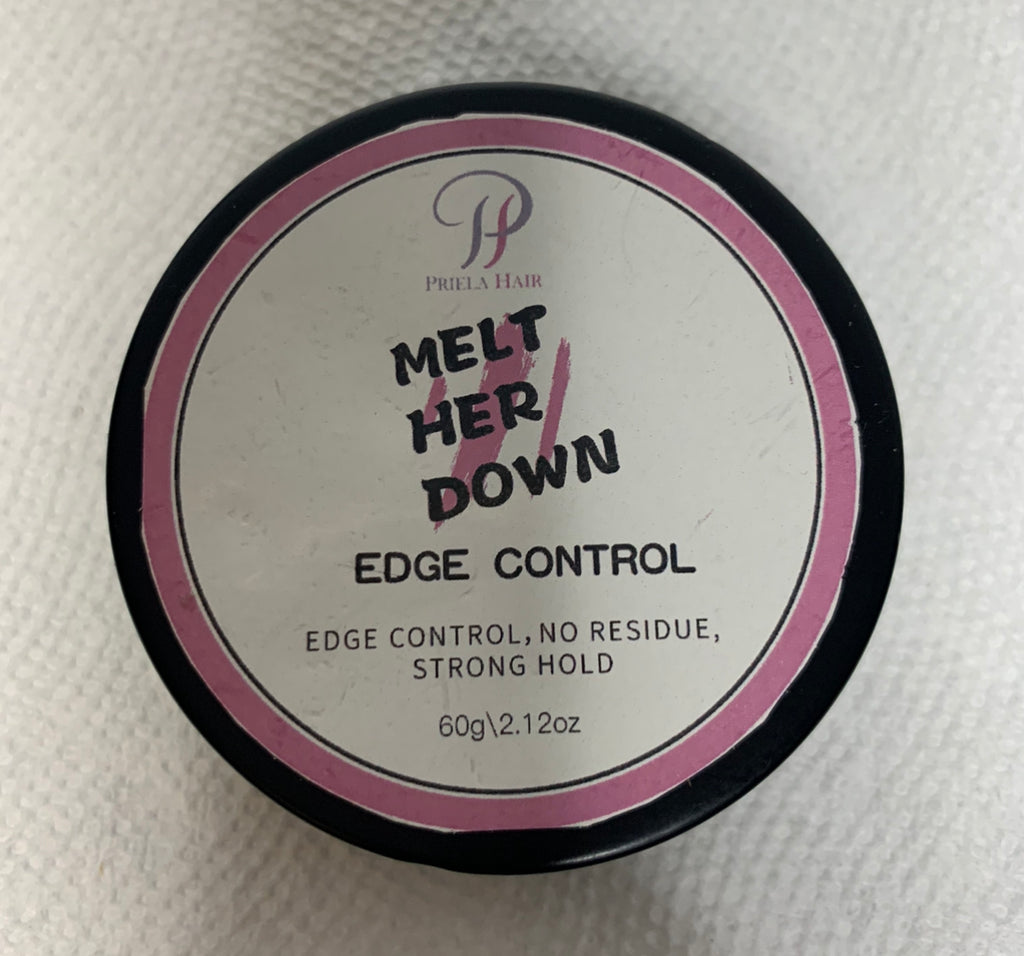 PH
PRIELA HAIR
MELT
HER
DOWN
EDGE CONTROL
EDGE CONTROL, NO RESIDUE,
STRONG HOLD
60g\2.12oz